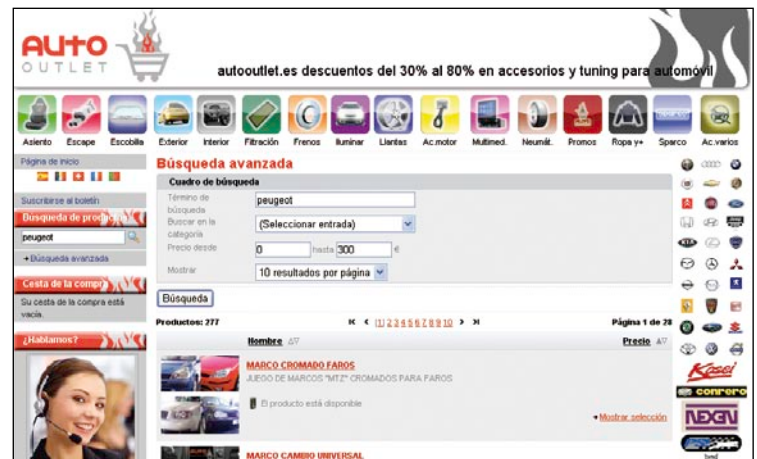 AUTO
OUTLET
autooutlet.es descuentos del 30% al 80% en accesorios y tuning para automóvil
Asiento Escape Escobilla Exterior Interior Filtración Frenos Iluminar Llantas Ac.motor Multimed. Neumát. Promos Ropa y+ Sparco Ac.varios
Página de inicio
Suscribirse al boletín
Búsqueda de productos
peugeot
Búsqueda avanzada
Cesta de la compra
Su cesta de la compra está
vacía.
¿Hablamos?
Búsqueda avanzada
Cuadro de búsqueda
Término de
búsqueda
peugeot
Buscar en la
categoría
(Seleccionar entrada)
Precio desde
0 hasta 300 €
Mostrar
10 resultados por página
Búsqueda
Productos: 277
[1] 2 3 4 5 6 7 8 9 10
Página 1 de 28
Nombre
Precio
MARCO CROMADO FAROS
JUEGO DE MARCOS "MTZ" CROMADOS PARA FAROS
El producto está disponible
Mostrar selección
MARCO CAMBIO UNIVERSAL
KIA
Kosei
conrero
NEXEN